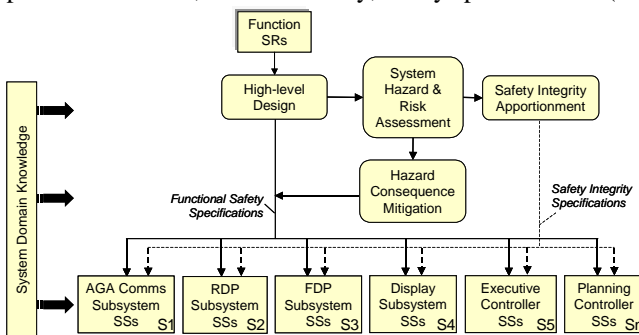 Function
SRs
High-level
Design
System
Hazard &
Risk
Assessment
Safety Integrity
Apportionment
Hazard
Consequence
Mitigation
System Domain Knowledge
Functional Safety
Specifications
Safety Integrity
Specifications
AGA Comms
Subsystem
SSs S1
RDP
Subsystem
SSs S2
FDP
Subsystem
SSs S3
Display
Subsystem
SSs S4
Executive
Controller
SSs S5
Planning
Controller
SSs